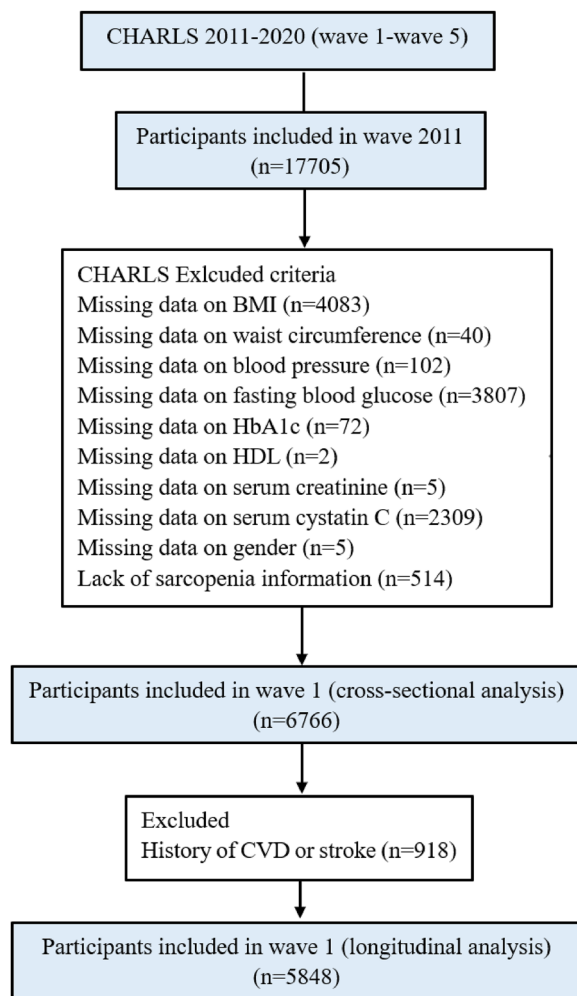 CHARLS 2011-2020 (wave 1-wave 5)
Participants included in wave 2011
(n=17705)
CHARLS Exlcuded criteria
Missing data on BMI (n=4083)
Missing data on waist circumference (n=40)
Missing data on blood pressure (n=102)
Missing data on fasting blood glucose (n=3807)
Missing data on HbA1c (n=72)
Missing data on HDL (n=2)
Missing data on serum creatinine (n=5)
Missing data on serum cystatin C (n=2309)
Missing data on gender (n=5)
Lack of sarcopenia information (n=514)
Participants included in wave 1 (cross-sectional analysis)
(n=6766)
Excluded
History of CVD or stroke (n=918)
Participants included in wave 1 (longitudinal analysis)
(n=5848)